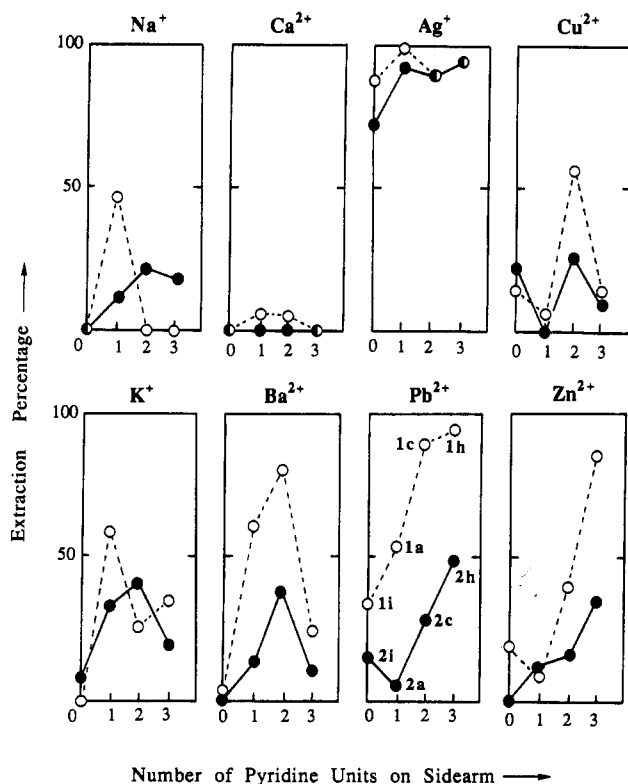 Na+ Ca2+ Ag+ Cu2+
100
50
0
0 1 2 3 0 1 2 3 0 1 2 3 0 1 2 3
K+ Ba2+ Pb2+ Zn2+
100
50
0
1c 1h
1a
1i
2h
2i 2c
2a
0 1 2 3 0 1 2 3 0 1 2 3 0 1 2 3
Extraction Percentage →
Number of Pyridine Units on Sidearm →